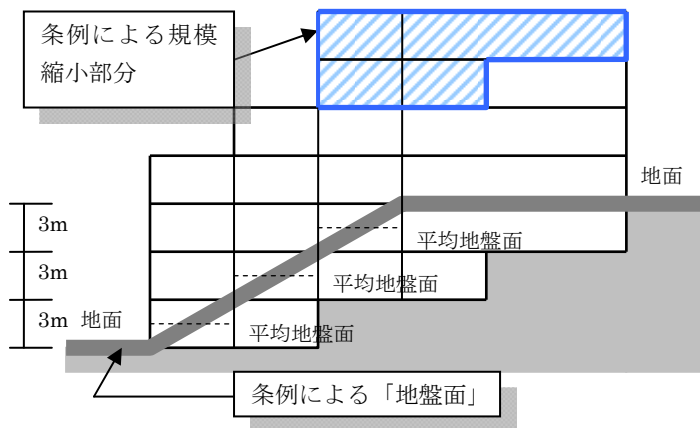 条例による規模
縮小部分
地面
3m
平均地盤面
3m
平均地盤面
3m 地面
平均地盤面
条例による「地盤面」